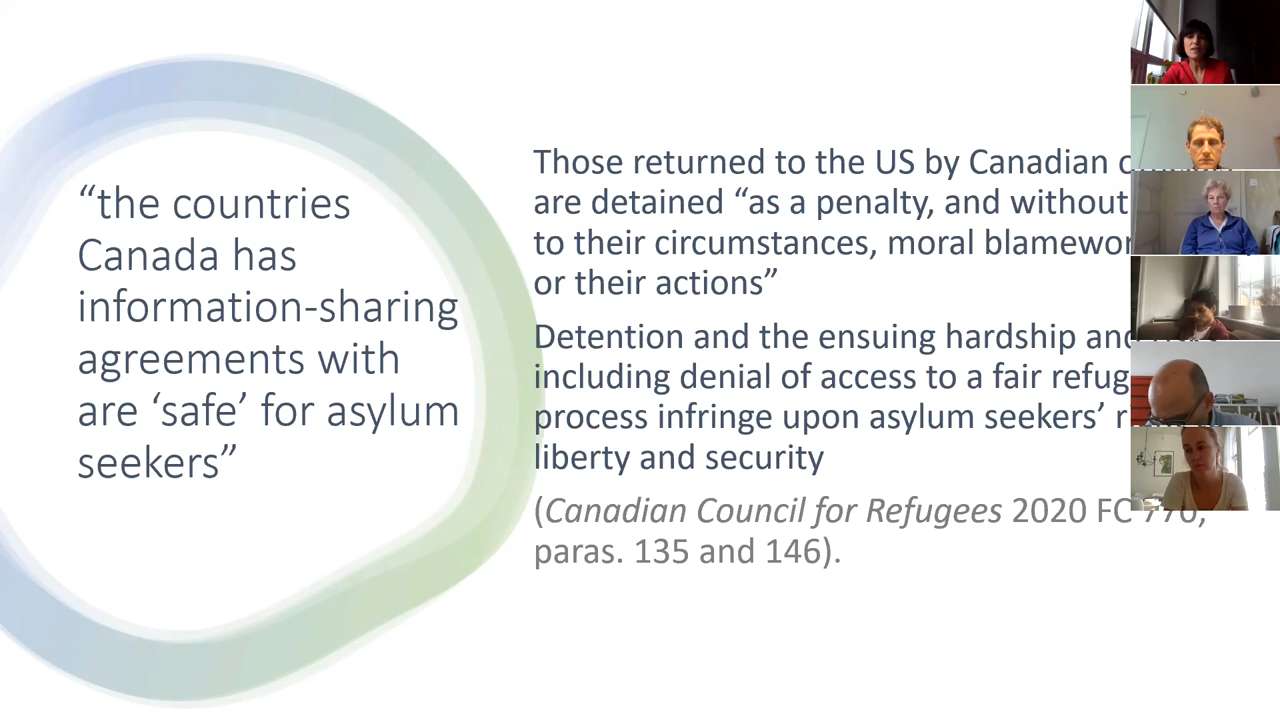 “the countries
Canada has
information-sharing
agreements with
are ‘safe’ for asylum
seekers”
Those returned to the US by Canadian
are detained “as a penalty, and without
to their circumstances, moral
or their actions”
Detention and the ensuing hardship and
including denial of access to a fair
process infringe upon asylum seekers’
liberty and security
(Canadian Council for Refugees 2020 FC
paras. 135 and 146).